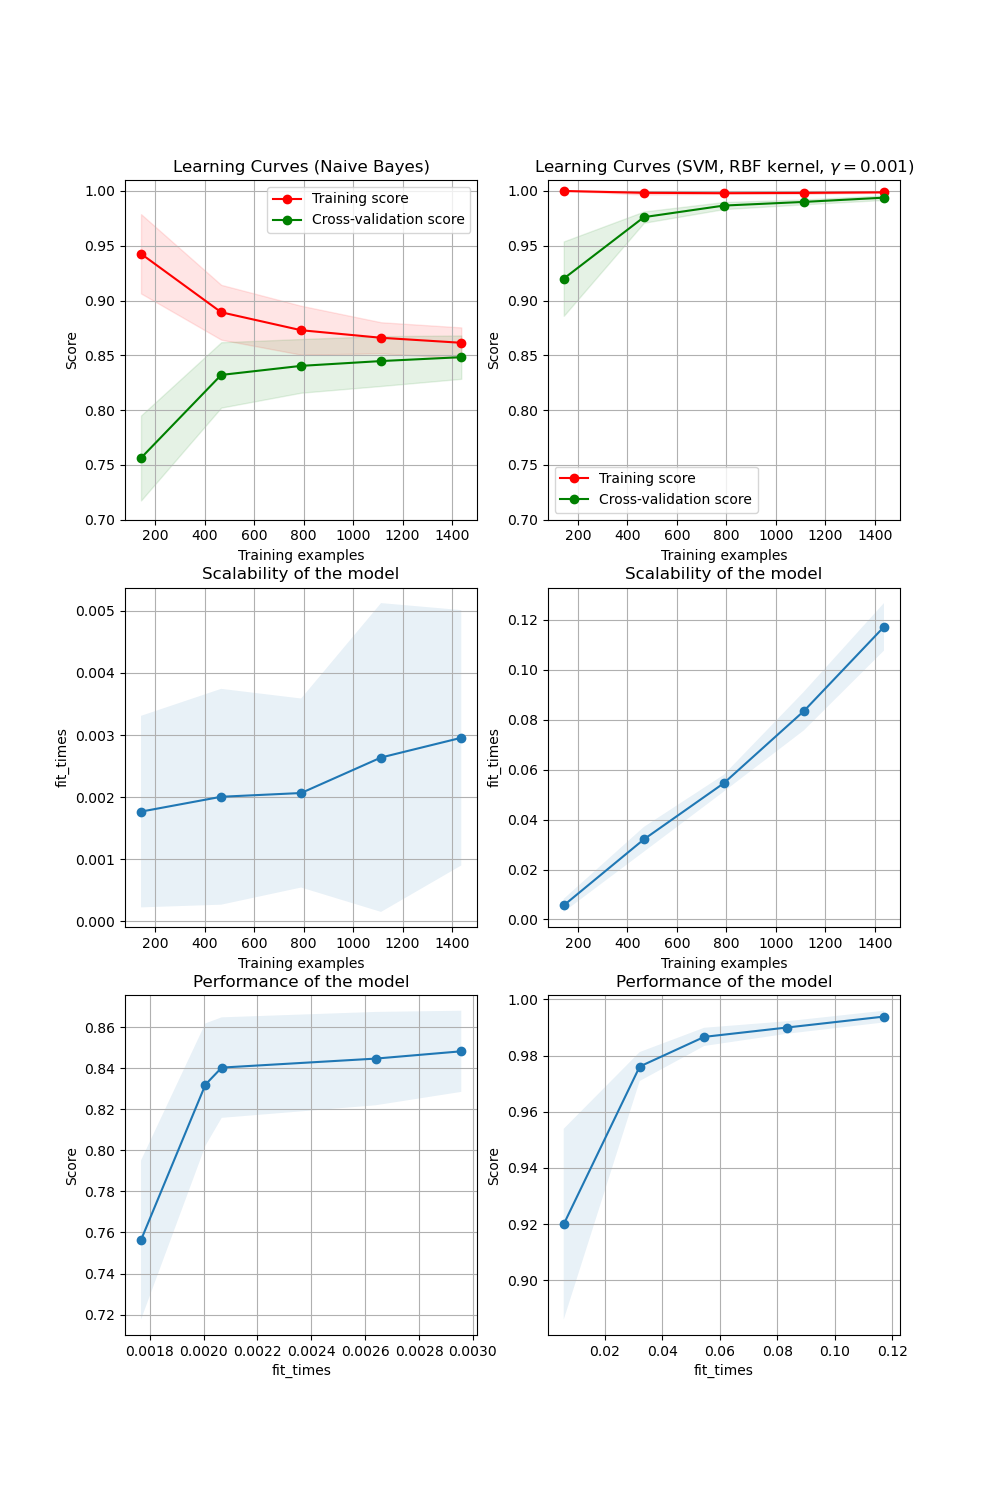 Learning Curves (Naive Bayes)
1.00
0.95
0.90
0.85
0.80
0.75
0.70
Score
Training score
Cross-validation score
200 400 600 800 1000 1200 1400
Training examples
Learning Curves (SVM, RBF kernel, γ = 0.001)
1.00
0.95
0.90
0.85
0.80
0.75
0.70
Score
Training score
Cross-validation score
200 400 600 800 1000 1200 1400
Training examples
Scalability of the model
0.005
0.004
0.003
0.002
0.001
0.000
fit_times
200 400 600 800 1000 1200 1400
Training examples
Scalability of the model
0.12
0.10
0.08
0.06
0.04
0.02
0.00
fit_times
200 400 600 800 1000 1200 1400
Training examples
Performance of the model
0.86
0.84
0.82
0.80
0.78
0.76
0.74
0.72
Score
0.0018 0.0020 0.0022 0.0024 0.0026 0.0028 0.0030
fit_times
Performance of the model
1.00
0.98
0.96
0.94
0.92
0.90
Score
0.02 0.04 0.06 0.08 0.10 0.12
fit_times